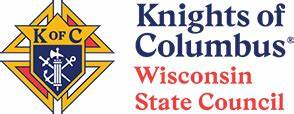 K OF C
Knights of
Columbus®
Wisconsin
State Council